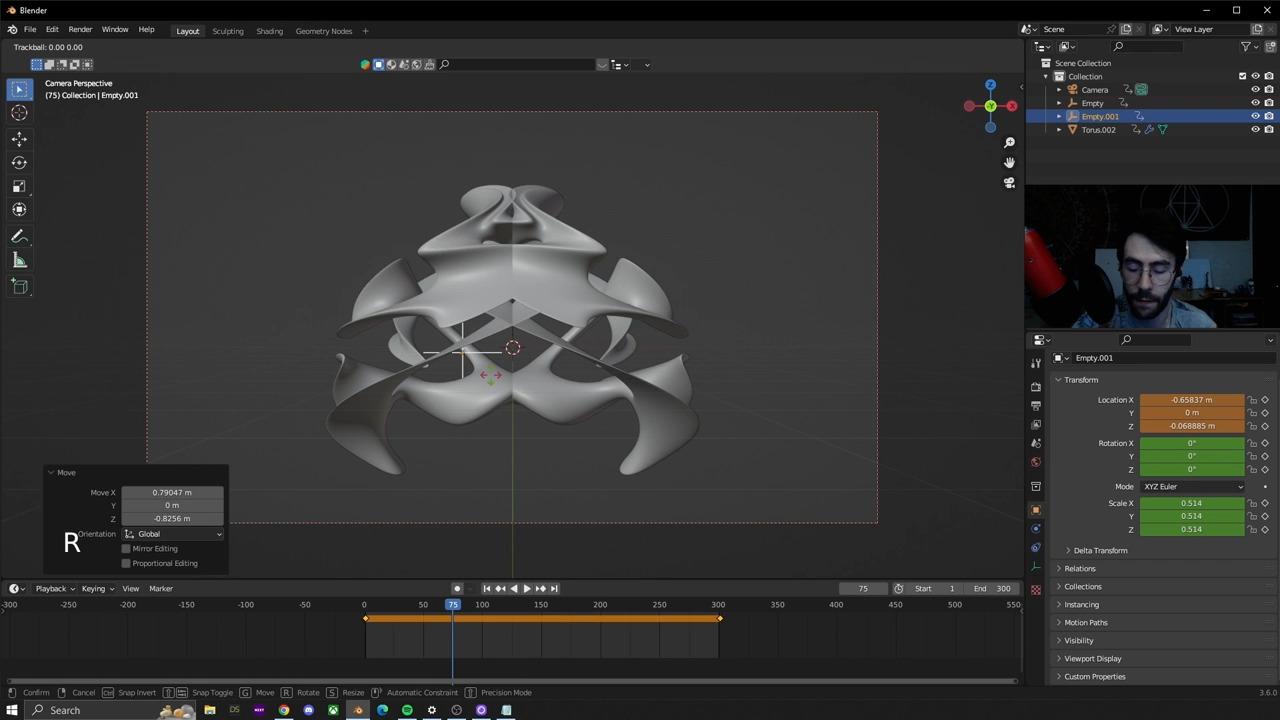 Blender
File Edit Render Window Help Layout Sculpting Shading Geometry Nodes + Scene View Layer
Trackball: 0.00 0.00
Camera Perspective
(75) Collection | Empty.001
Z
Y X
Scene Collection
Collection
Camera
Empty
Empty.001
Torus.002
Empty.001
Transform
Location X -0.65837 m
Y 0 m
Z -0.068885 m
Rotation X 0°
Y 0°
Z 0°
Mode XYZ Euler
Scale X 0.514
Y 0.514
Z 0.514
Delta Transform
Relations
Collections
Instancing
Motion Paths
Visibility
Viewport Display
Custom Properties
Move
Move X 0.79047 m
Y 0 m
Z -0.8256 m
Orientation Global
Mirror Editing
Proportional Editing
R
Playback Keying View Marker 75 Start 1 End 300
-300 -250 -200 -150 -100 -50 0 50 75 100 150 200 250 300 350 400 450 500 550
Confirm Cancel Snap Invert Snap Toggle G Move R Rotate S Resize Automatic Constraint Precision Mode 3.6.0
Search DS NEXT